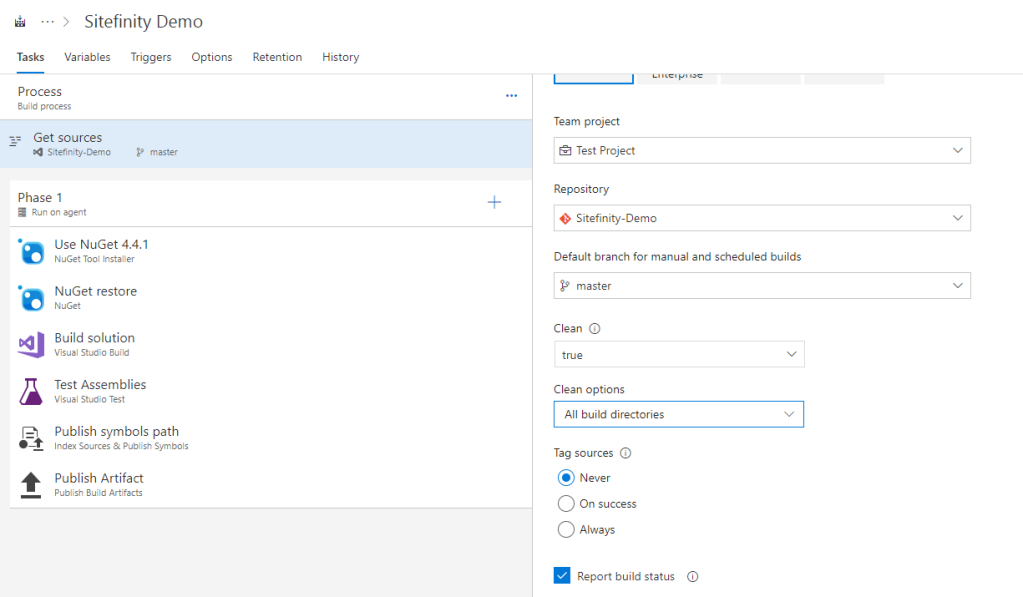 Sitefinity Demo
Tasks Variables Triggers Options Retention History
Process
Build process
Get sources
Sitefinity-Demo master
Phase 1
Run on agent
Use NuGet 4.4.1
NuGet Tool Installer
NuGet restore
NuGet
Build solution
Visual Studio Build
Test Assemblies
Visual Studio Test
Publish symbols path
Index Sources & Publish Symbols
Publish Artifact
Publish Build Artifacts
Enterprise
Team project
Test Project
Repository
Sitefinity-Demo
Default branch for manual and scheduled builds
master
Clean
true
Clean options
All build directories
Tag sources
Never
On success
Always
Report build status